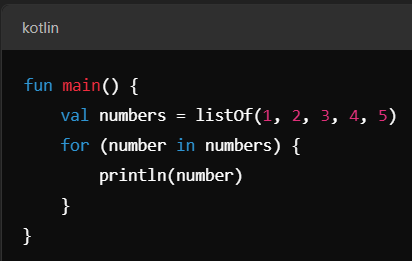 kotlin
fun main() {
    val numbers = listOf(1, 2, 3, 4, 5)
    for (number in numbers) {
        println(number)
    }
}